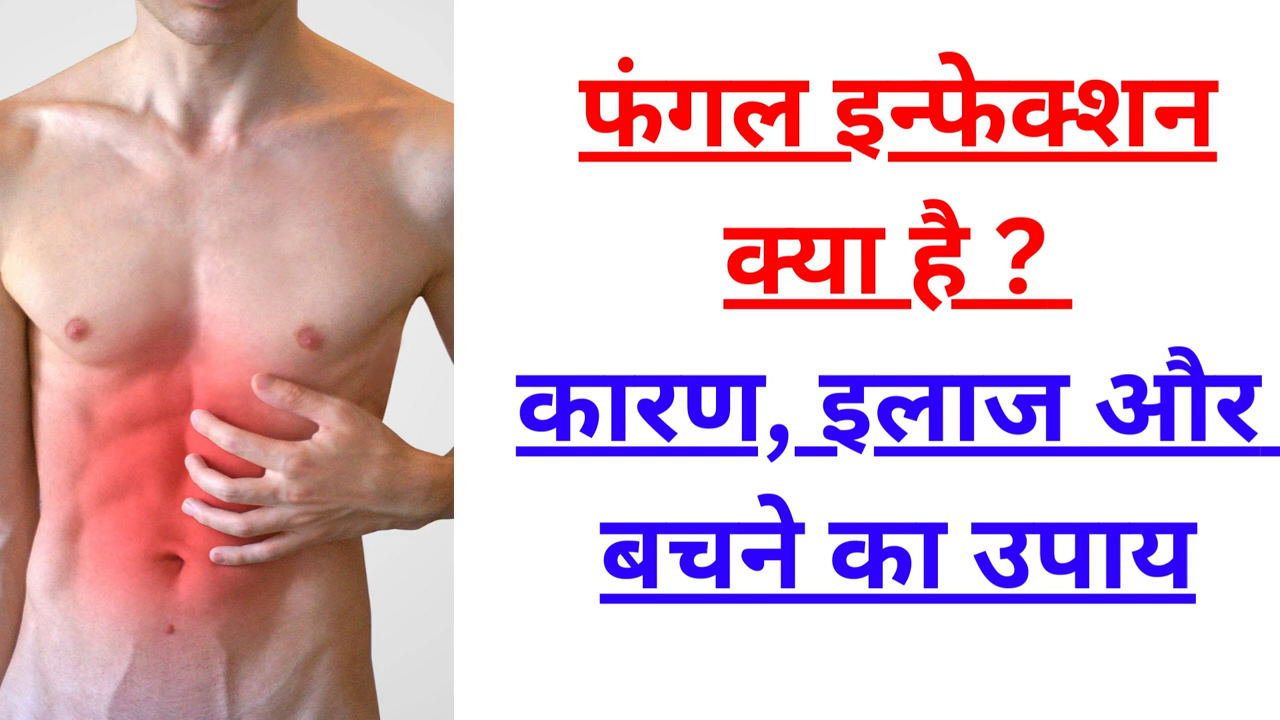 फंगल इन्फेक्शन
क्या है ?
कारण, इलाज और
बचने का उपाय